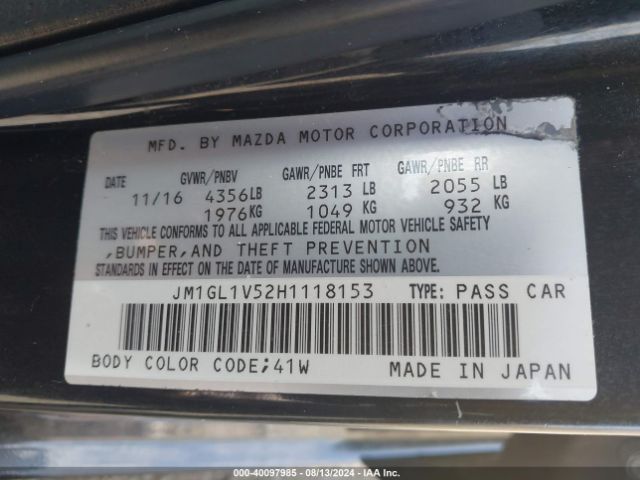 MFD. BY MAZDA MOTOR CORPORATION
DATE GVWR/PNBV GAWR/PNBE FRT GAWR/PNBE RR
11/16 4356LB 2313 LB 2055 LB
1976KG 1049 KG 932 KG
THIS VEHICLE CONFORMS TO ALL APPLICABLE FEDERAL MOTOR VEHICLE SAFETY
,BUMPER,AND THEFT PREVENTION
STANDARDS IN EFFECT ON THE DATE OF MANUFACTURE SHOWN ABOVE.
JM1GL1V52H1118153 TYPE: PASS CAR
BODY COLOR CODE;41W MADE IN JAPAN
000-40097985 - 08/13/2024 - IAA Inc.